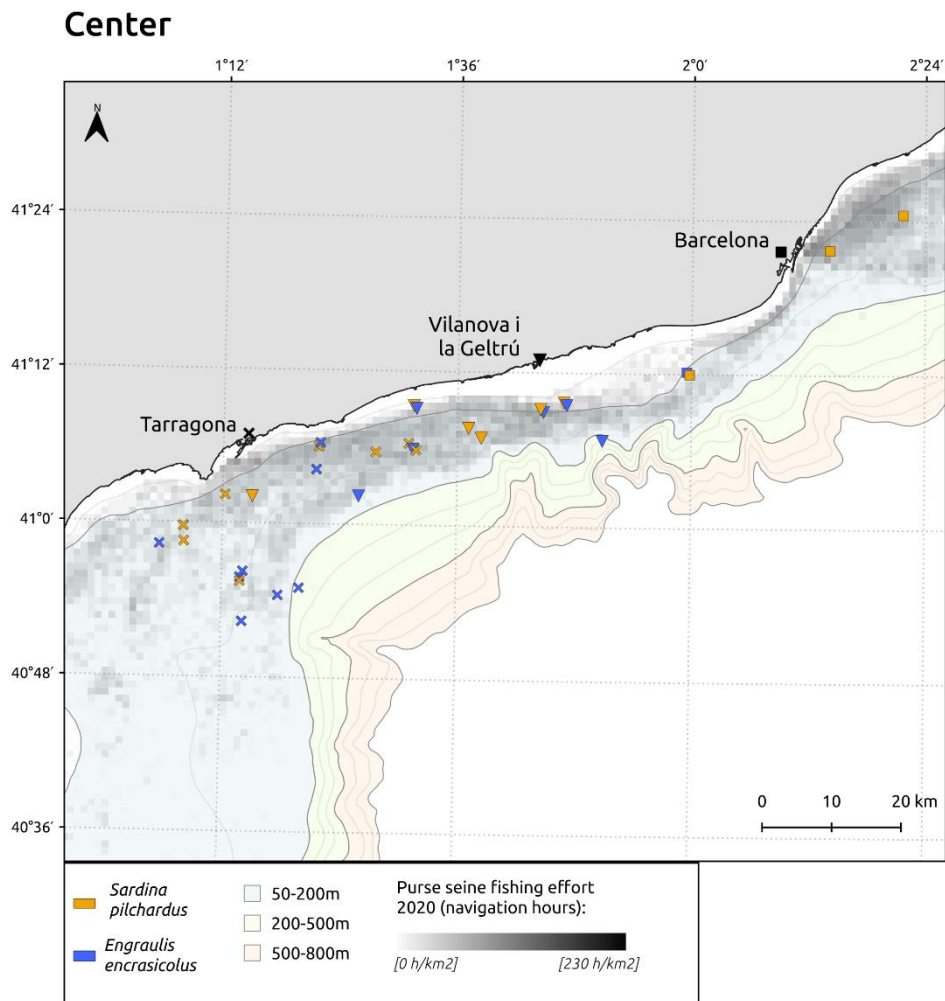 Center
1°12′ 1°36′ 2°0′ 2°24′
N
41°24′
Barcelona
Vilanova i
la Geltrú
41°12′
Tarragona
41°0′
40°48′
0 10 20 km
40°36′
Sardina
pilchardus
Engraulis
encrasicolus
50-200m
200-500m
500-800m
Purse seine fishing effort
2020 (navigation hours):
[0 h/km2] [230 h/km2]